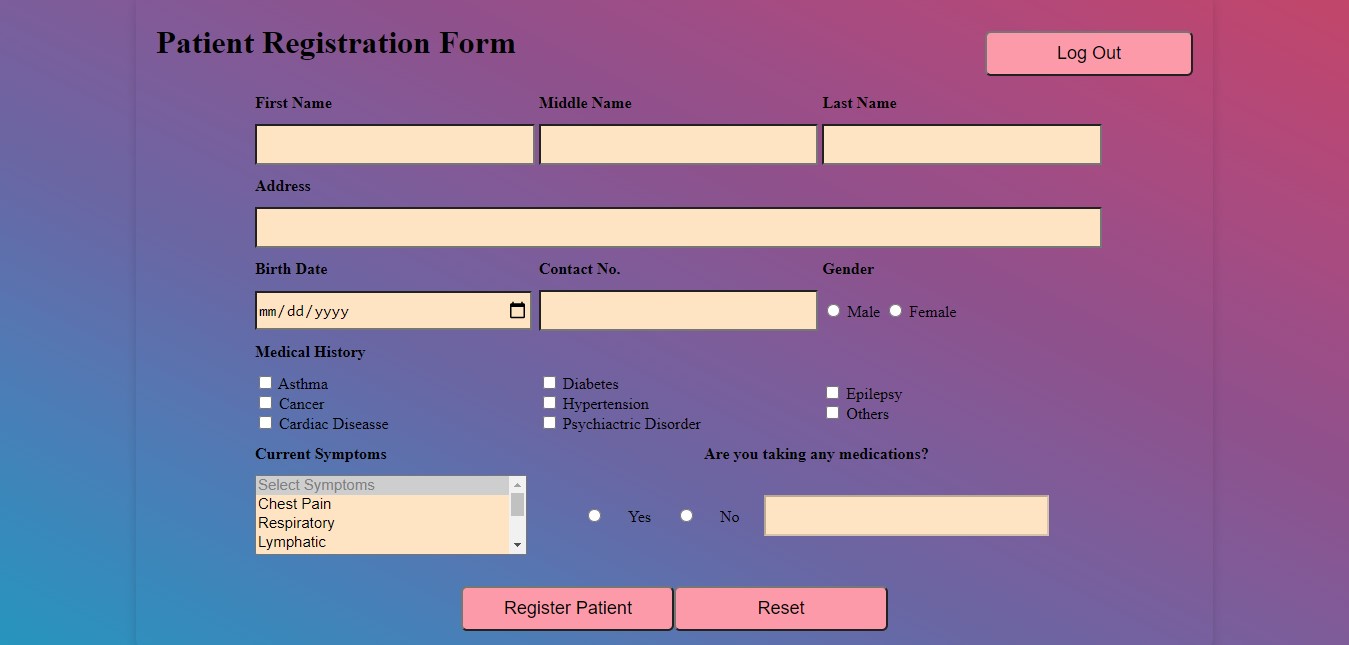 Patient Registration Form
Log Out
First Name Middle Name Last Name
Address
Birth Date Contact No. Gender
mm/dd/yyyy Male Female
Medical History
Asthma Diabetes Epilepsy
Cancer Hypertension Others
Cardiac Diseasse Psychiactric Disorder
Current Symptoms Are you taking any medications?
Select Symptoms
Chest Pain
Respiratory Yes No
Lymphatic
Register Patient Reset